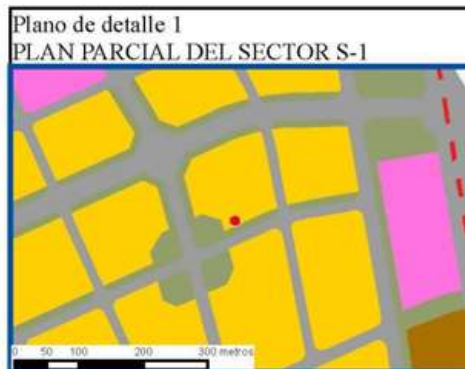 Plano de detalle 1
PLAN PARCIAL DEL SECTOR S-1
0 50 100 200 300 metros